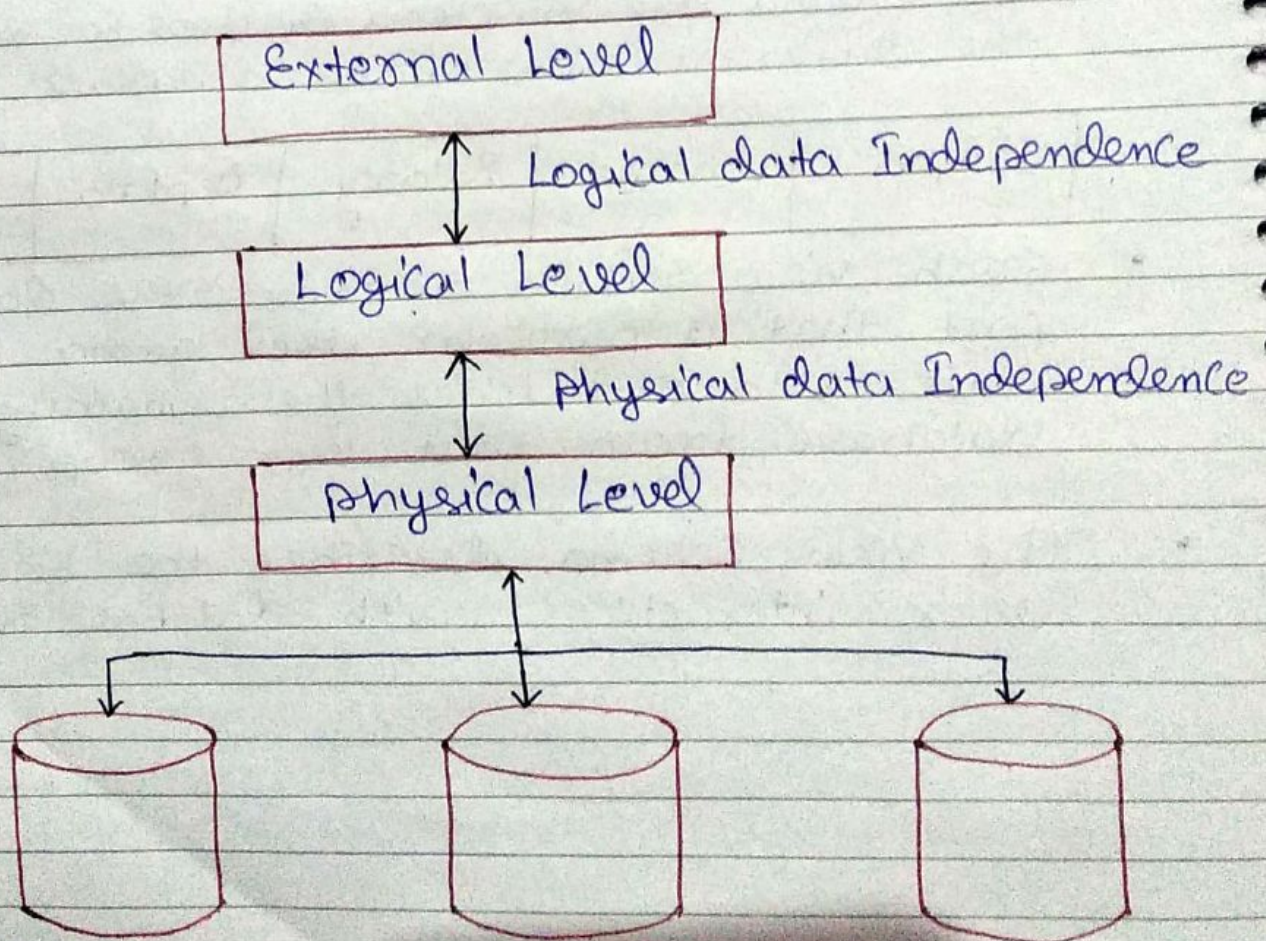 External Level
Logical data Independence
Logical Level
Physical data Independence
Physical Level